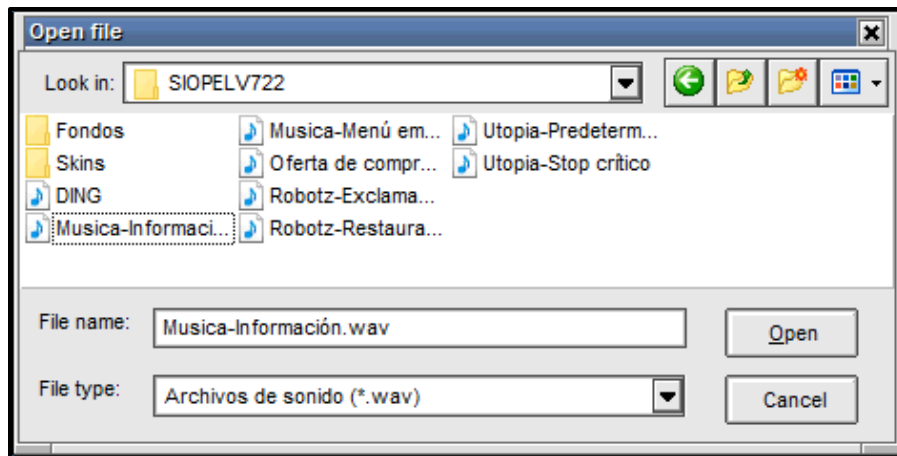 Open file
Look in: SIOPELV722
Fondos Musica-Menú em... Utopia-Predeterm...
Skins Oferta de compr... Utopia-Stop crítico
DING Robotz-Exclama...
Musica-Informaci... Robotz-Restaura...
File name: Musica-Información.wav Open
File type: Archivos de sonido (*.wav) Cancel